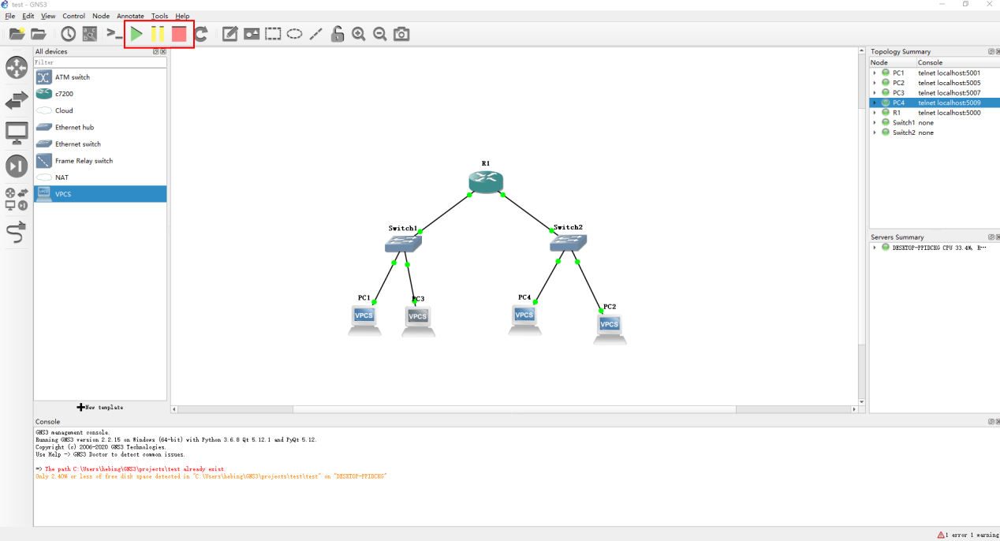 test - GNS3
File Edit View Control Node Annotate Tools Help
All devices
Filter
ATM switch
c7200
Cloud
Ethernet hub
Ethernet switch
Frame Relay switch
NAT
VPCS
New template
R1
Switch1
Switch2
PC1
PC3
PC4
PC2
VPCS
VPCS
VPCS
VPCS
Topology Summary
Node Console
PC1 telnet localhost:5001
PC2 telnet localhost:5005
PC3 telnet localhost:5007
PC4 telnet localhost:5009
R1 telnet localhost:5000
Switch1 none
Switch2 none
Servers Summary
DESKTOP-PPIDCKG CPU 33.4%, R…
Console
GNS3 management console.
Running GNS3 version 2.2.15 on Windows (64-bit) with Python 3.6.8 Qt 5.12.1 and PyQt 5.12.
Copyright (c) 2006-2020 GNS3 Technologies.
Use Help -> GNS3 Doctor to detect common issues.
=> The path C:\Users\hebing\GNS3\projects\test already exist.
Only 2.40% or less of free disk space detected in "C:\Users\hebing\GNS3\projects\test\test" on "DESKTOP-PPIDCKG"
1 error 1 warning